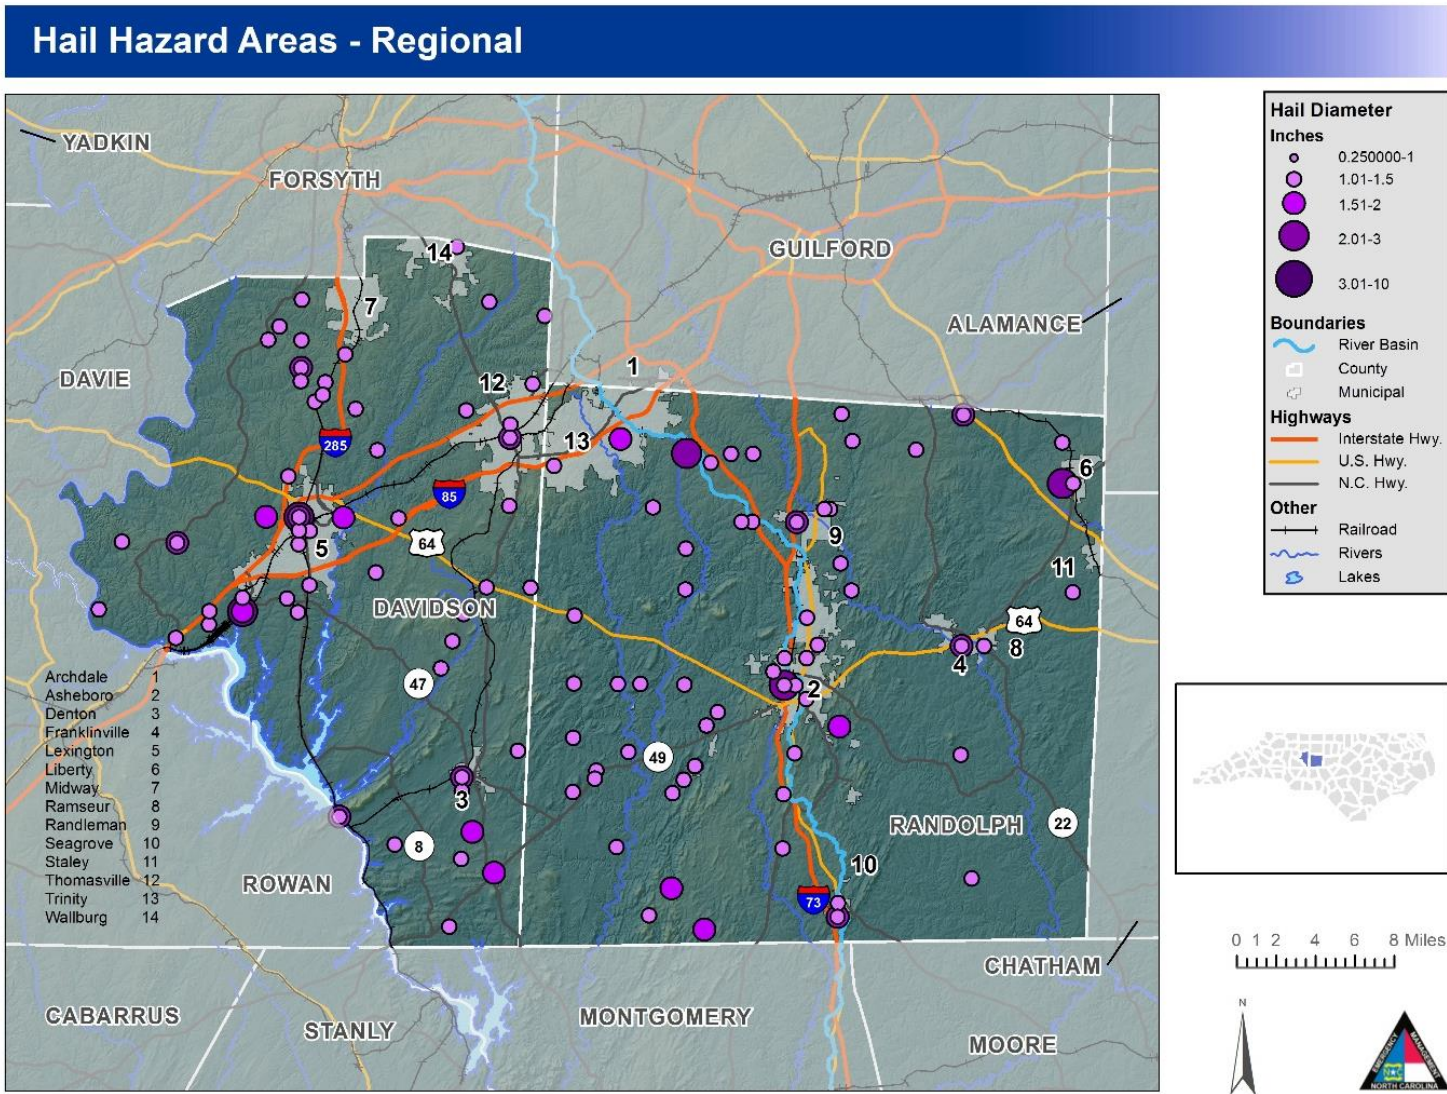 Hail Hazard Areas - Regional
YADKIN
FORSYTH
GUILFORD
ALAMANCE
DAVIE
14
7
1
12
13
285
85
6
5
64
9
11
DAVIDSON
64
4
8
47
2
49
3
8
RANDOLPH
22
10
73
ROWAN
CHATHAM
CABARRUS
STANLY
MONTGOMERY
MOORE
Archdale 1
Asheboro 2
Denton 3
Franklinville 4
Lexington 5
Liberty 6
Midway 7
Ramseur 8
Randleman 9
Seagrove 10
Staley 11
Thomasville 12
Trinity 13
Wallburg 14
Hail Diameter
Inches
0.250000-1
1.01-1.5
1.51-2
2.01-3
3.01-10
Boundaries
River Basin
County
Municipal
Highways
Interstate Hwy.
U.S. Hwy.
N.C. Hwy.
Other
Railroad
Rivers
Lakes
0 1 2 4 6 8 Miles
N
EMERGENCY
MANAGEMENT
NORTH CAROLINA